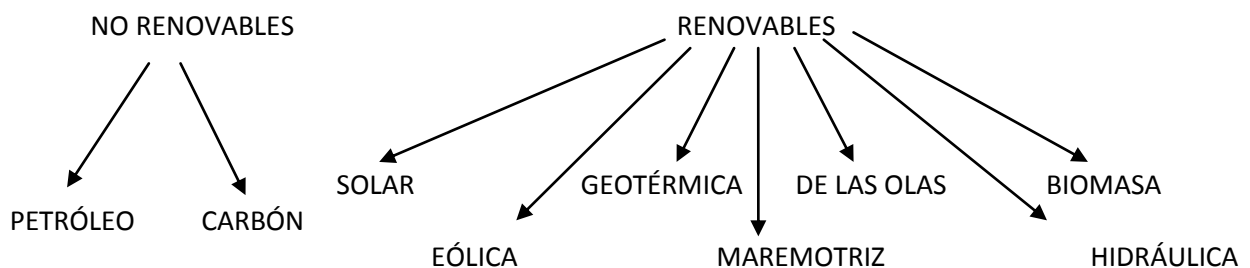 NO RENOVABLES
RENOVABLES
SOLAR
GEOTÉRMICA
DE LAS OLAS
BIOMASA
PETRÓLEO
CARBÓN
EÓLICA
MAREMOTRIZ
HIDRÁULICA